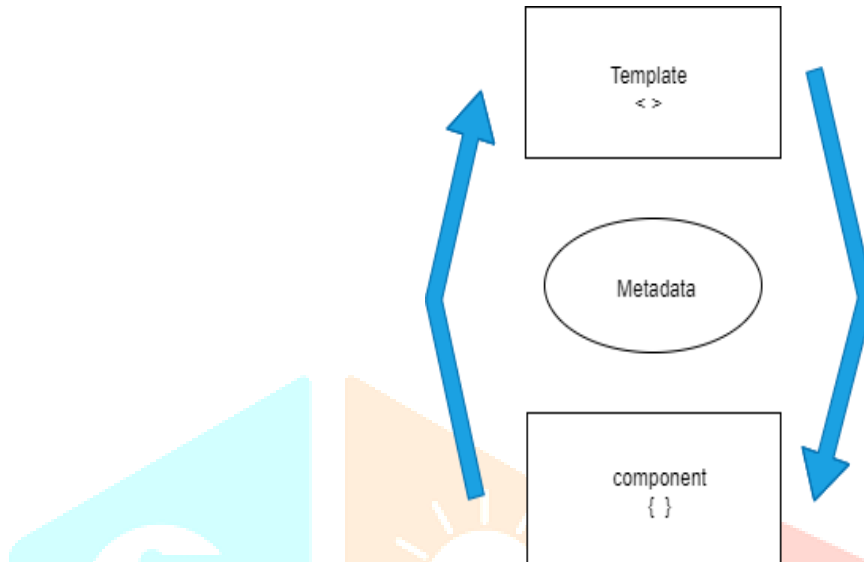 Template
< >
Metadata
component
{ }